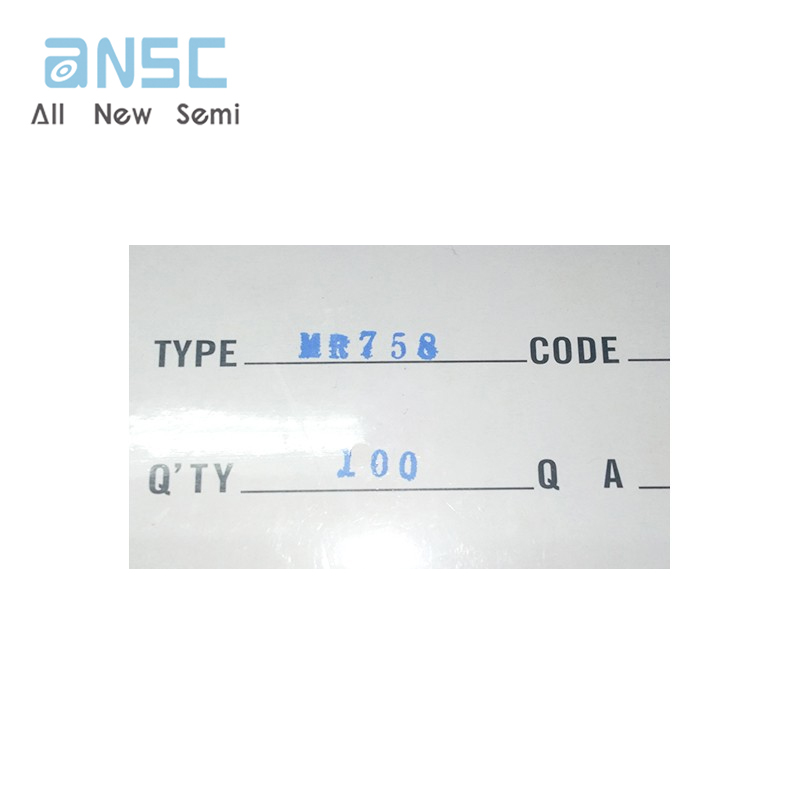 aNSC
All New Semi
TYPE MR758 CODE
Q'TY 100 Q A